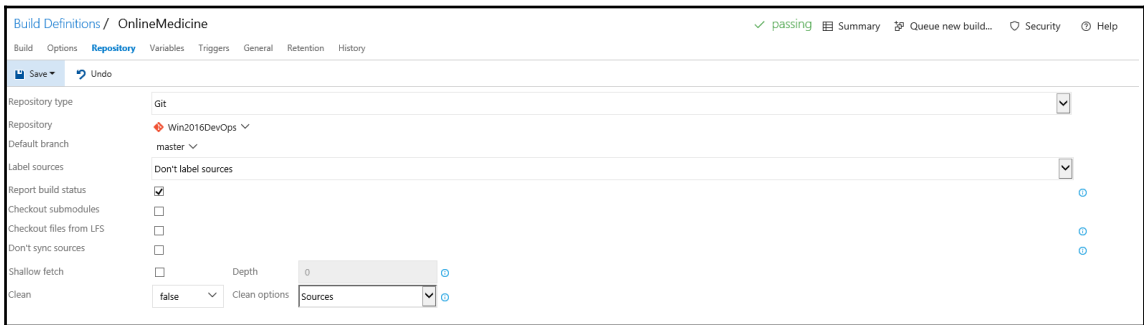 Build Definitions / OnlineMedicine passing Summary Queue new build... Security Help
Build Options Repository Variables Triggers General Retention History
Save Undo
Repository type Git
Repository Win2016DevOps
Default branch master
Label sources Don't label sources
Report build status
Checkout submodules
Checkout files from LFS
Don't sync sources
Shallow fetch Depth 0
Clean false Clean options Sources